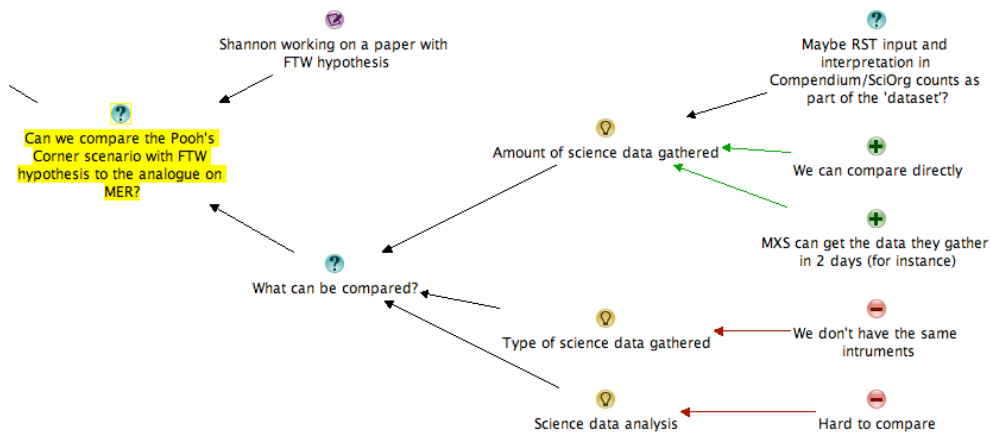 Shannon working on a paper with
FTW hypothesis
Maybe RST input and
interpretation in
Compendium/SciOrg counts as
part of the 'dataset'?
Can we compare the Pooh's
Corner scenario with FTW
hypothesis to the analogue on
MER?
Amount of science data gathered
We can compare directly
MXS can get the data they gather
in 2 days (for instance)
What can be compared?
Type of science data gathered
We don't have the same
intruments
Science data analysis
Hard to compare